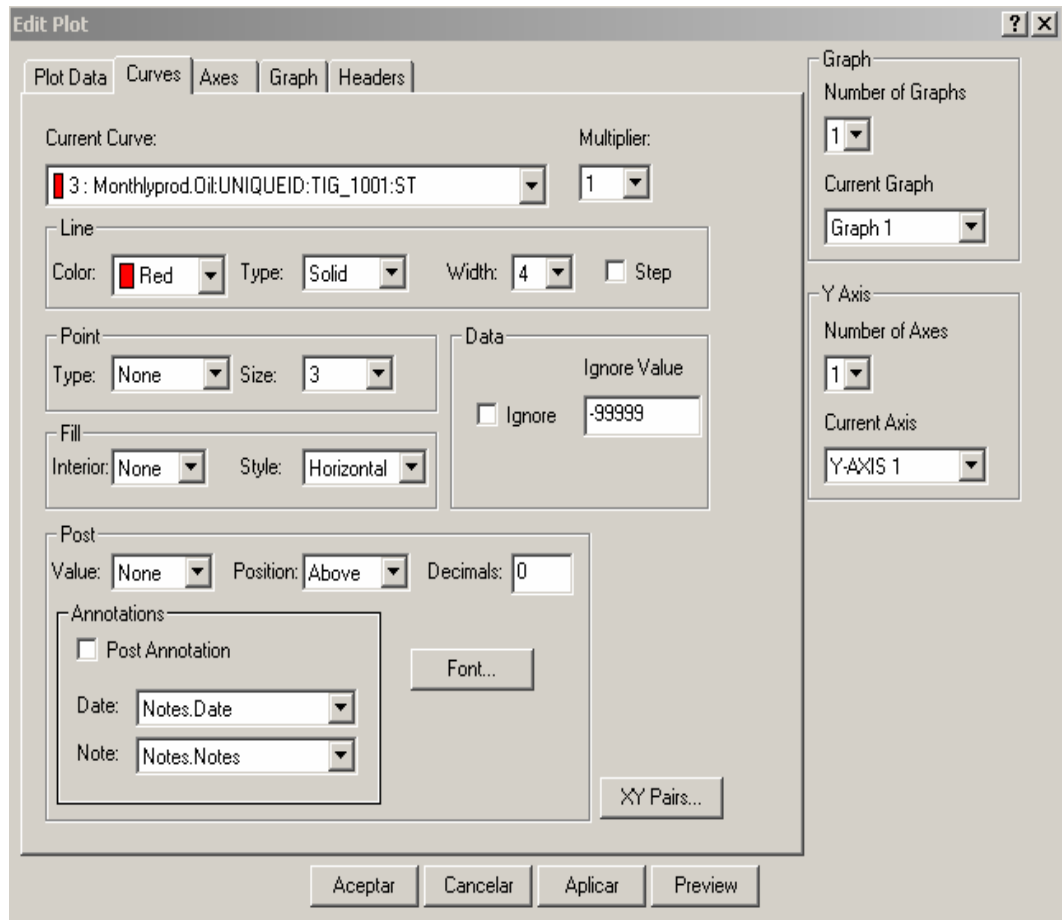 Edit Plot
Plot Data Curves Axes Graph Headers
Current Curve: Multiplier:
3 : Monthlyprod.Oil:UNIQUEID:TIG_1001:ST 1
Line
Color: Red Type: Solid Width: 4 Step
Point
Type: None Size: 3
Data
Ignore Value
Ignore -99999
Fill
Interior: None Style: Horizontal
Post
Value: None Position: Above Decimals: 0
Annotations
Post Annotation
Font...
Date: Notes.Date
Note: Notes.Notes
XY Pairs...
Graph
Number of Graphs
1
Current Graph
Graph 1
Y Axis
Number of Axes
1
Current Axis
Y-AXIS 1
Aceptar Cancelar Aplicar Preview